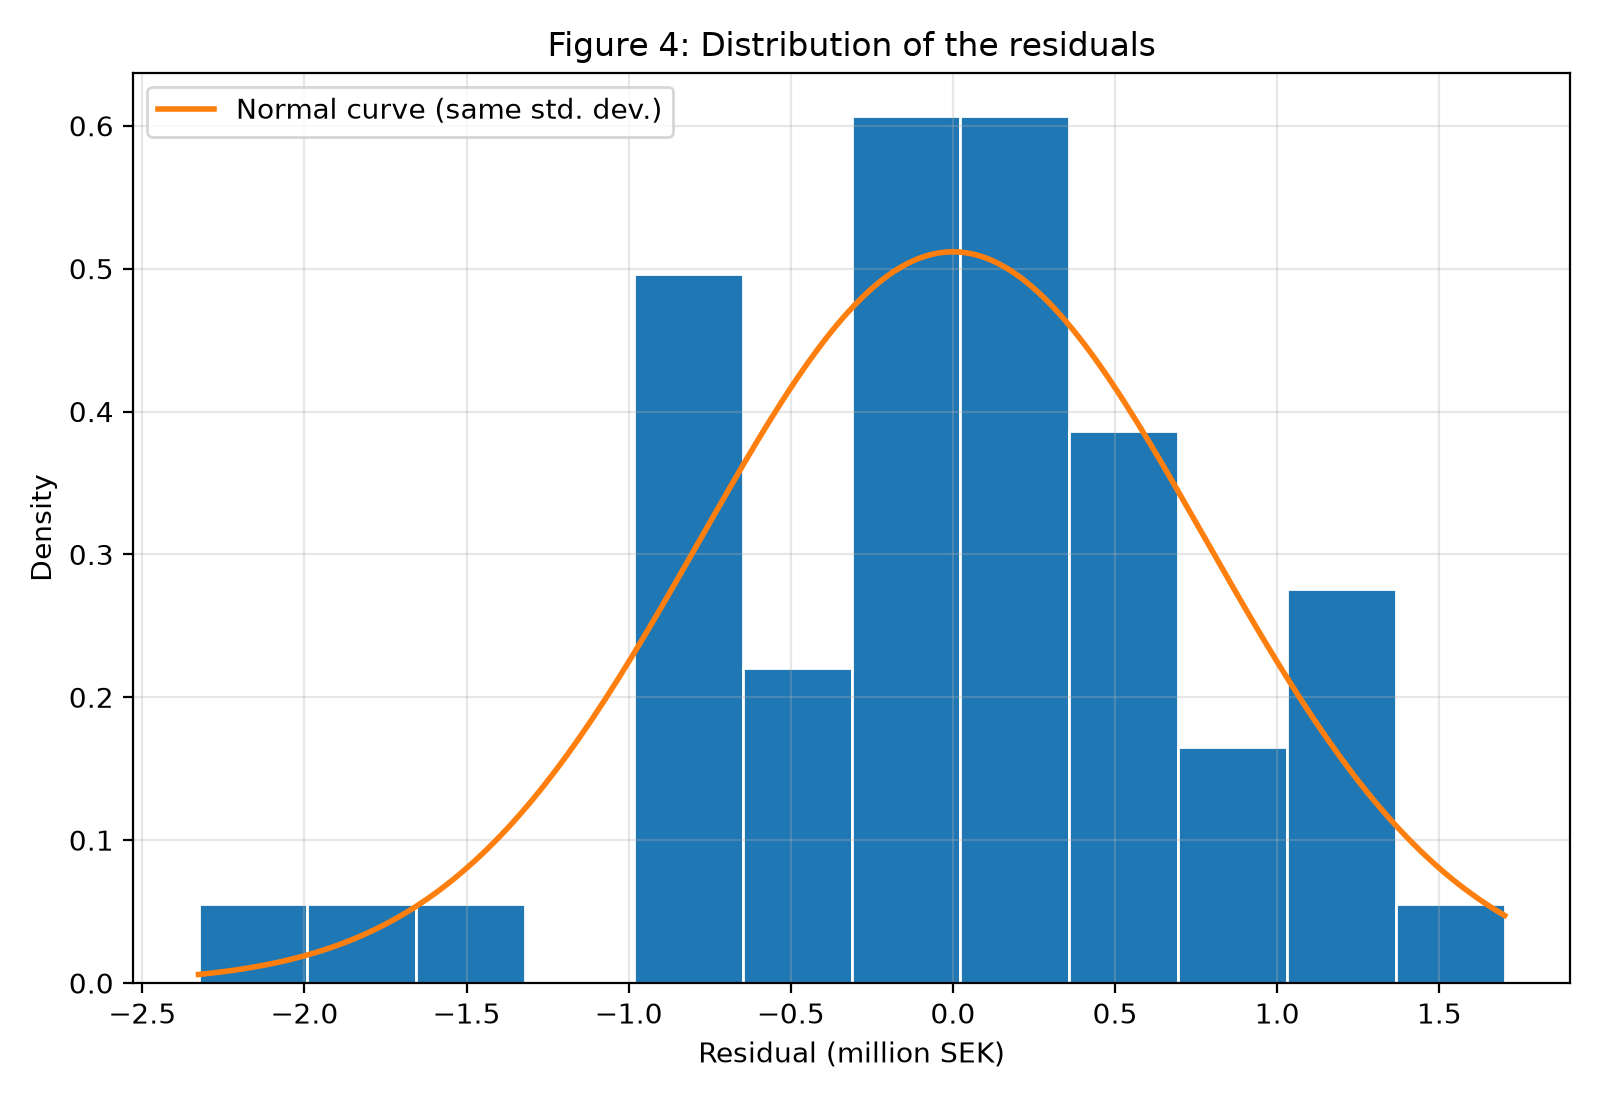 Figure 4: Distribution of the residuals
Normal curve (same std. dev.)
0.6
0.5
0.4
0.3
0.2
0.1
0.0
Density
−2.5 −2.0 −1.5 −1.0 −0.5 0.0 0.5 1.0 1.5
Residual (million SEK)